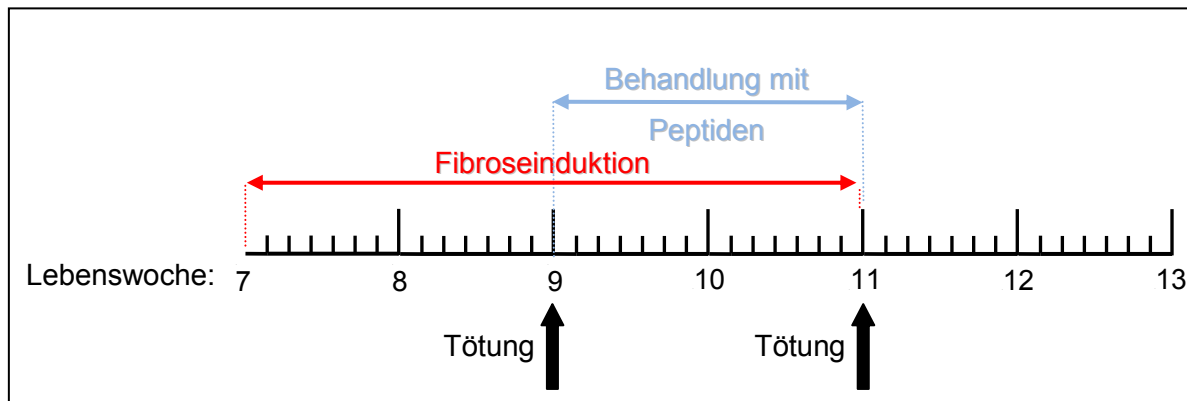 Behandlung mit
Peptiden
Fibroseinduktion
Lebenswoche: 7 8 9 10 11 12 13
Tötung Tötung